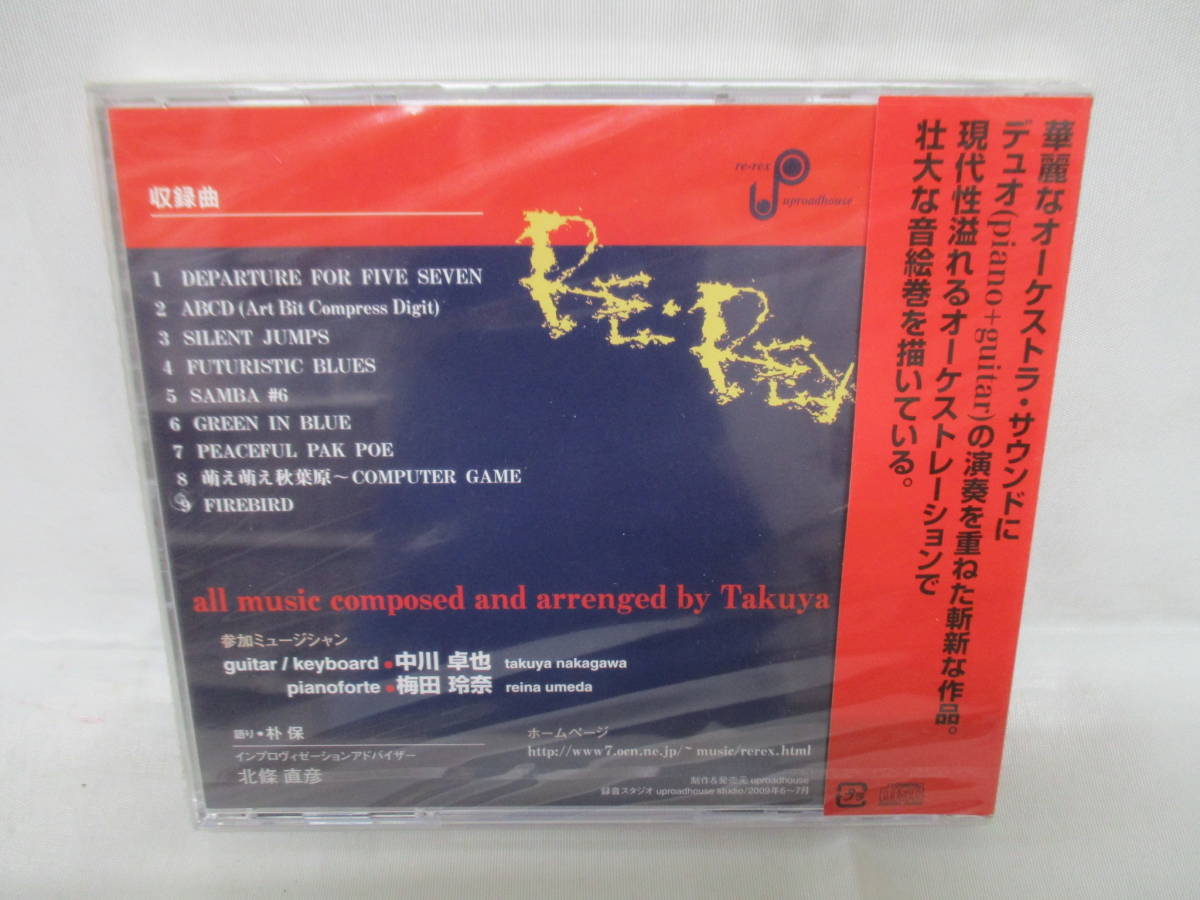 収録曲
re-rex
uproadhouse
RE·REX
1 DEPARTURE FOR FIVE SEVEN
2 ABCD (Art Bit Compress Digit)
3 SILENT JUMPS
4 FUTURISTIC BLUES
5 SAMBA #6
6 GREEN IN BLUE
7 PEACEFUL PAK POE
8 萌え萌え秋葉原～COMPUTER GAME
9 FIREBIRD
all music composed and arrenged by Takuya
参加ミュージシャン
guitar / keyboard ● 中川 卓也 takuya nakagawa
pianoforte ● 梅田 玲奈 reina umeda
語り・朴 保
インプロヴィゼーションアドバイザー
北條 直彦
ホームページ
http://www7.ocn.ne.jp/~music/rerex.html
制作&発売元 uproadhouse
録音スタジオ uproadhouse studio/2009年6～7月
華麗なオーケストラ・サウンドに
デュオ(piano+guitar)の演奏を重ねた斬新な作品。
現代性溢れるオーケストレーションで
壮大な音絵巻を描いている。